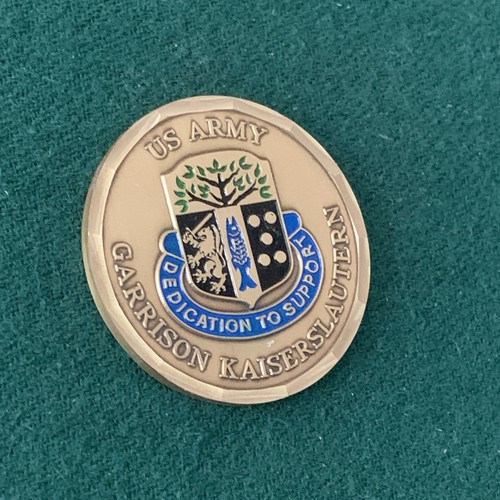 US ARMY
DEDICATION TO SUPPORT
GARRISON KAISERSLAUTERN